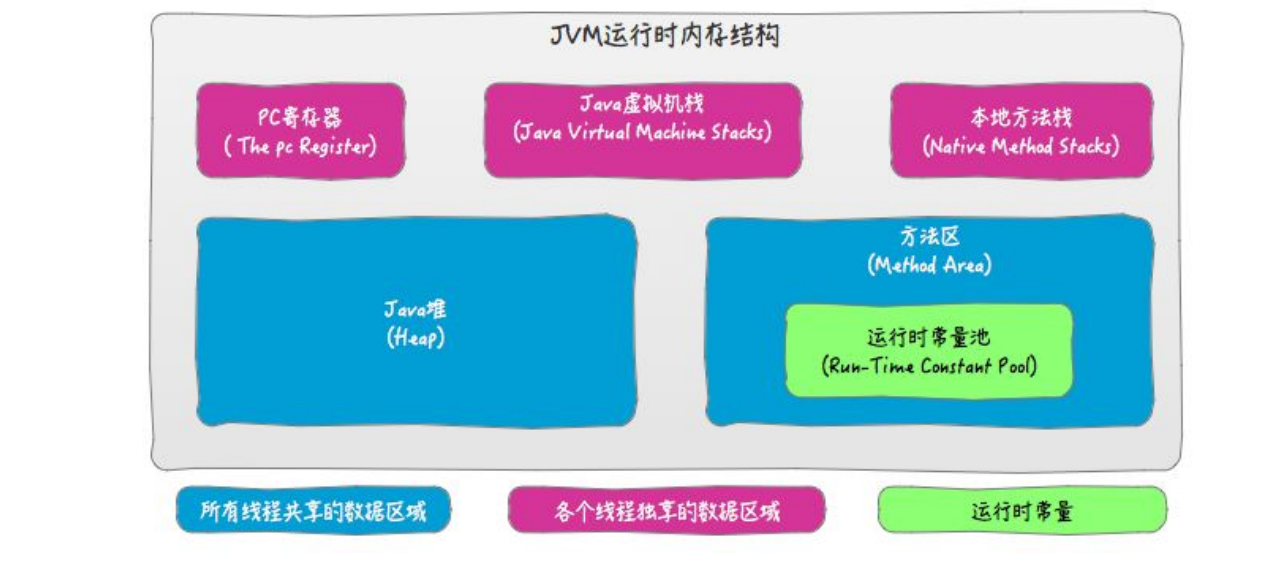 JVM运行时内存结构
PC寄存器
( The pc Register)
Java虚拟机栈
(Java Virtual Machine Stacks)
本地方法栈
(Native Method Stacks)
Java堆
(Heap)
方法区
(Method Area)
运行时常量池
(Run-Time Constant Pool)
所有线程共享的数据区域
各个线程独享的数据区域
运行时常量